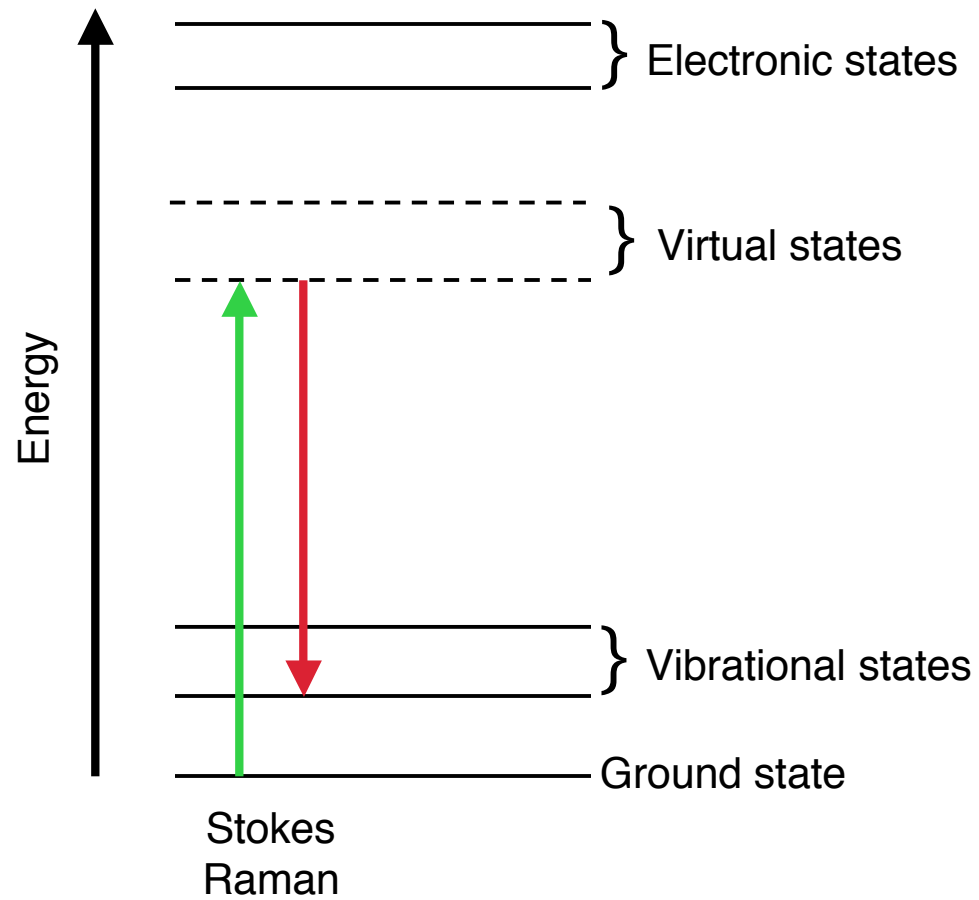 Electronic states
Virtual states
Energy
Vibrational states
Ground state
Stokes
Raman